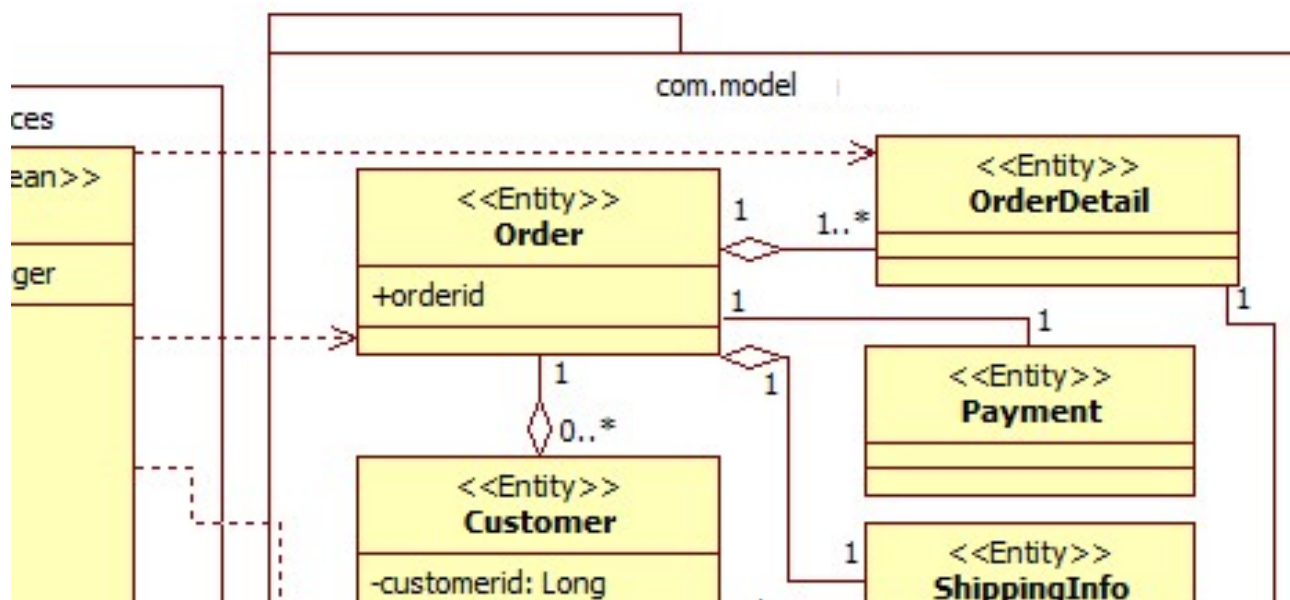 com.model
ces
ean>>
ger
<<Entity>>
OrderDetail
<<Entity>>
Order
+orderid
1
1..*
1
1
1
1
1
0..*
<<Entity>>
Payment
<<Entity>>
Customer
-customerid: Long
1
<<Entity>>
ShippingInfo